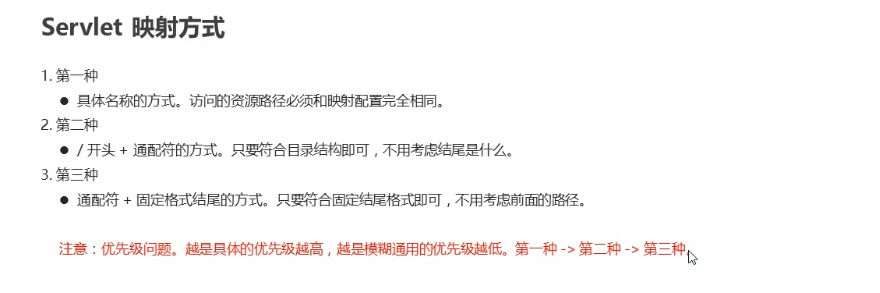 Servlet 映射方式
1. 第一种
● 具体名称的方式。访问的资源路径必须和映射配置完全相同。
2. 第二种
● / 开头 + 通配符的方式。只要符合目录结构即可，不用考虑结尾是什么。
3. 第三种
● 通配符 + 固定格式结尾的方式。只要符合固定结尾格式即可，不用考虑前面的路径。
注意：优先级问题。越是具体的优先级越高，越是模糊通用的优先级越低。第一种 -> 第二种 -> 第三种